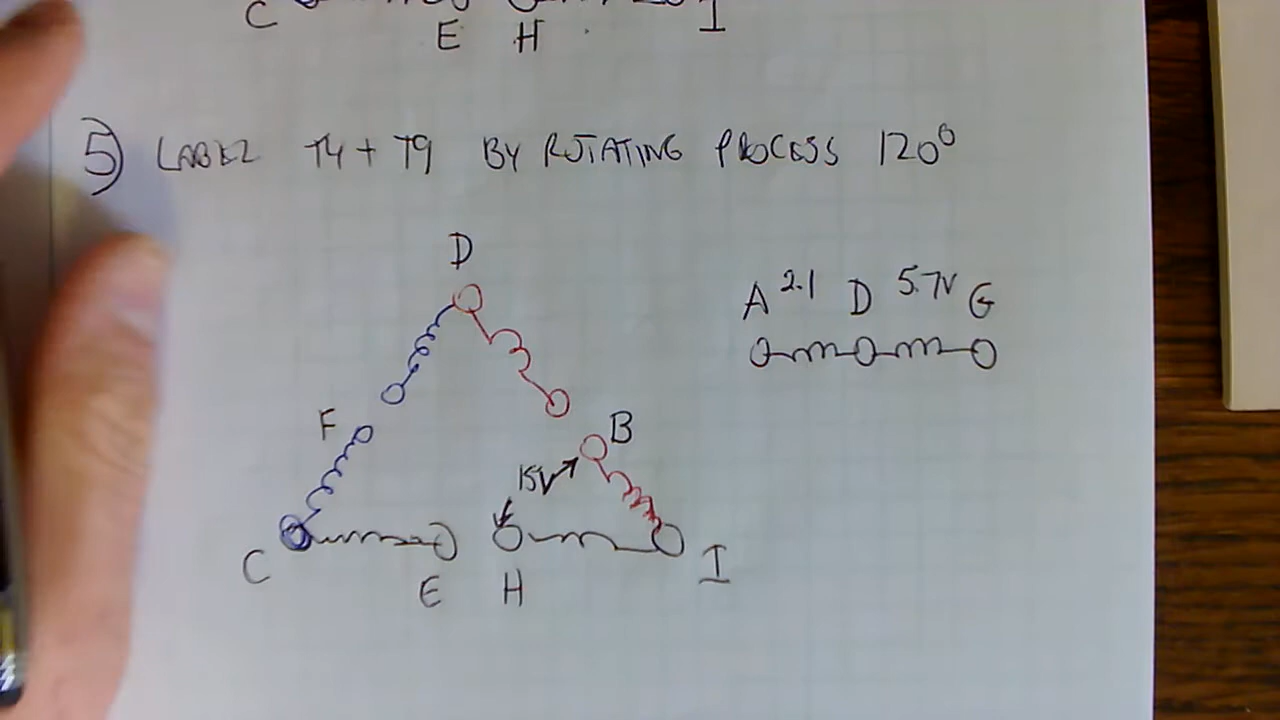 C E H I
5) LABEL T4 + T9 BY ROTATING PROCESS 120°
D
A 2.1 D 5.7V G
F B
15V
C E H I